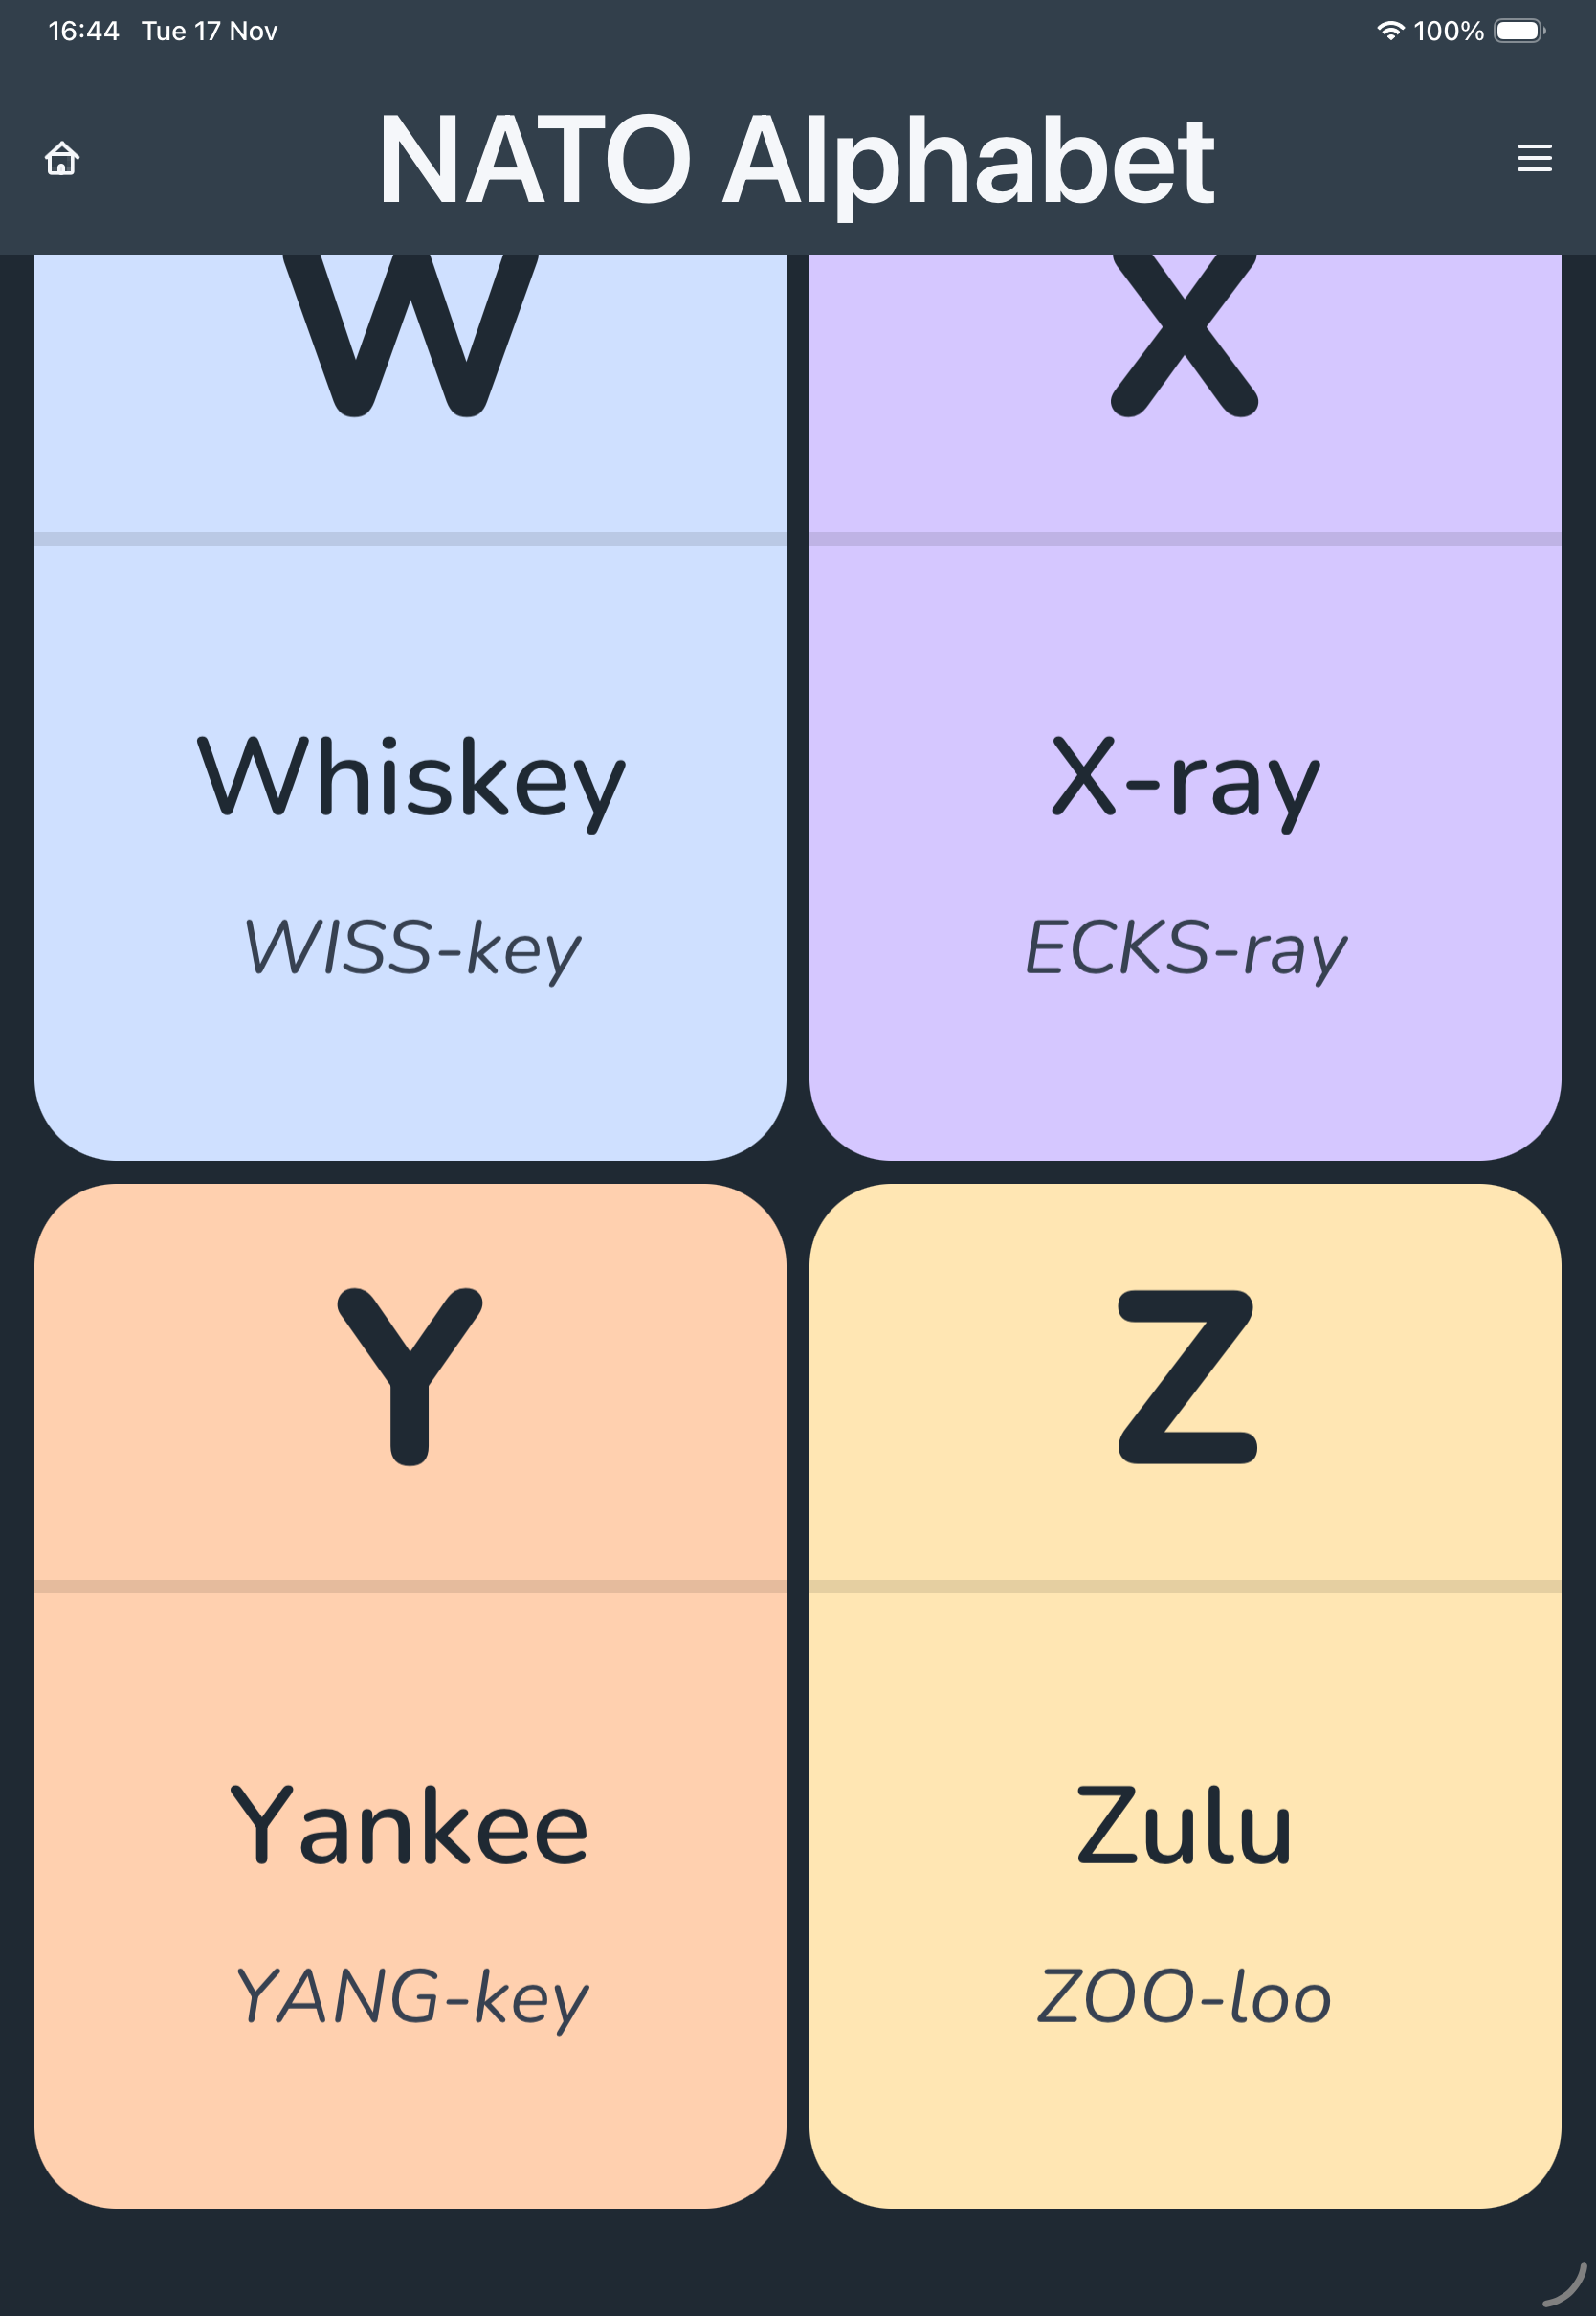 16:44 Tue 17 Nov 100%
NATO Alphabet
W X
Whiskey X-ray
WISS-key ECKS-ray
Y Z
Yankee Zulu
YANG-key ZOO-loo